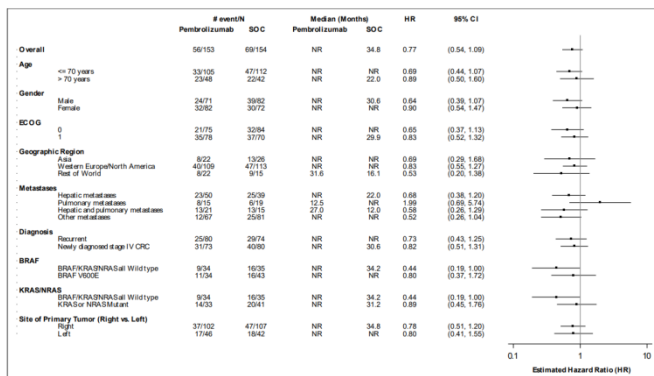 # event/N Median (Months) HR 95% CI
Pembrolizumab SOC Pembrolizumab SOC
Overall 56/153 69/154 NR 34.8 0.77 (0.54, 1.09)
Age
<= 70 years 33/105 47/112 NR NR 0.69 (0.44, 1.07)
> 70 years 23/48 22/42 NR 22.0 0.89 (0.50, 1.60)
Gender
Male 24/71 39/82 NR 30.6 0.64 (0.39, 1.07)
Female 32/82 30/72 NR NR 0.90 (0.54, 1.47)
ECOG
0 21/75 32/84 NR NR 0.65 (0.37, 1.13)
1 35/78 37/70 NR 29.9 0.83 (0.52, 1.32)
Geographic Region
Asia 8/22 13/26 NR NR 0.69 (0.29, 1.68)
Western Europe/North America 40/109 47/113 NR NR 0.83 (0.55, 1.27)
Rest of World 8/22 9/15 31.6 16.1 0.53 (0.20, 1.38)
Metastases
Hepatic metastases 23/50 25/39 NR 22.0 0.68 (0.38, 1.20)
Pulmonary metastases 8/15 6/19 12.5 NR 1.99 (0.69, 5.74)
Hepatic and pulmonary metastases 13/21 13/15 27.0 12.0 0.58 (0.26, 1.29)
Other metastases 12/67 25/81 NR NR 0.52 (0.26, 1.04)
Diagnosis
Recurrent 25/80 29/74 NR NR 0.73 (0.43, 1.25)
Newly diagnosed stage IV CRC 31/73 40/80 NR 30.6 0.82 (0.51, 1.31)
BRAF
BRAF/KRAS/NRAS all Wild type 9/34 16/35 NR 34.2 0.44 (0.19, 1.00)
BRAF V600E 11/34 16/43 NR NR 0.80 (0.37, 1.72)
KRAS/NRAS
BRAF/KRAS/NRAS all Wild type 9/34 16/35 NR 34.2 0.44 (0.19, 1.00)
KRAS or NRAS Mutant 14/33 20/41 NR 31.2 0.89 (0.45, 1.76)
Site of Primary Tumor (Right vs. Left)
Right 37/102 47/107 NR 34.8 0.78 (0.51, 1.20)
Left 17/46 18/42 NR NR 0.80 (0.41, 1.55)
0.1 1 10
Estimated Hazard Ratio (HR)